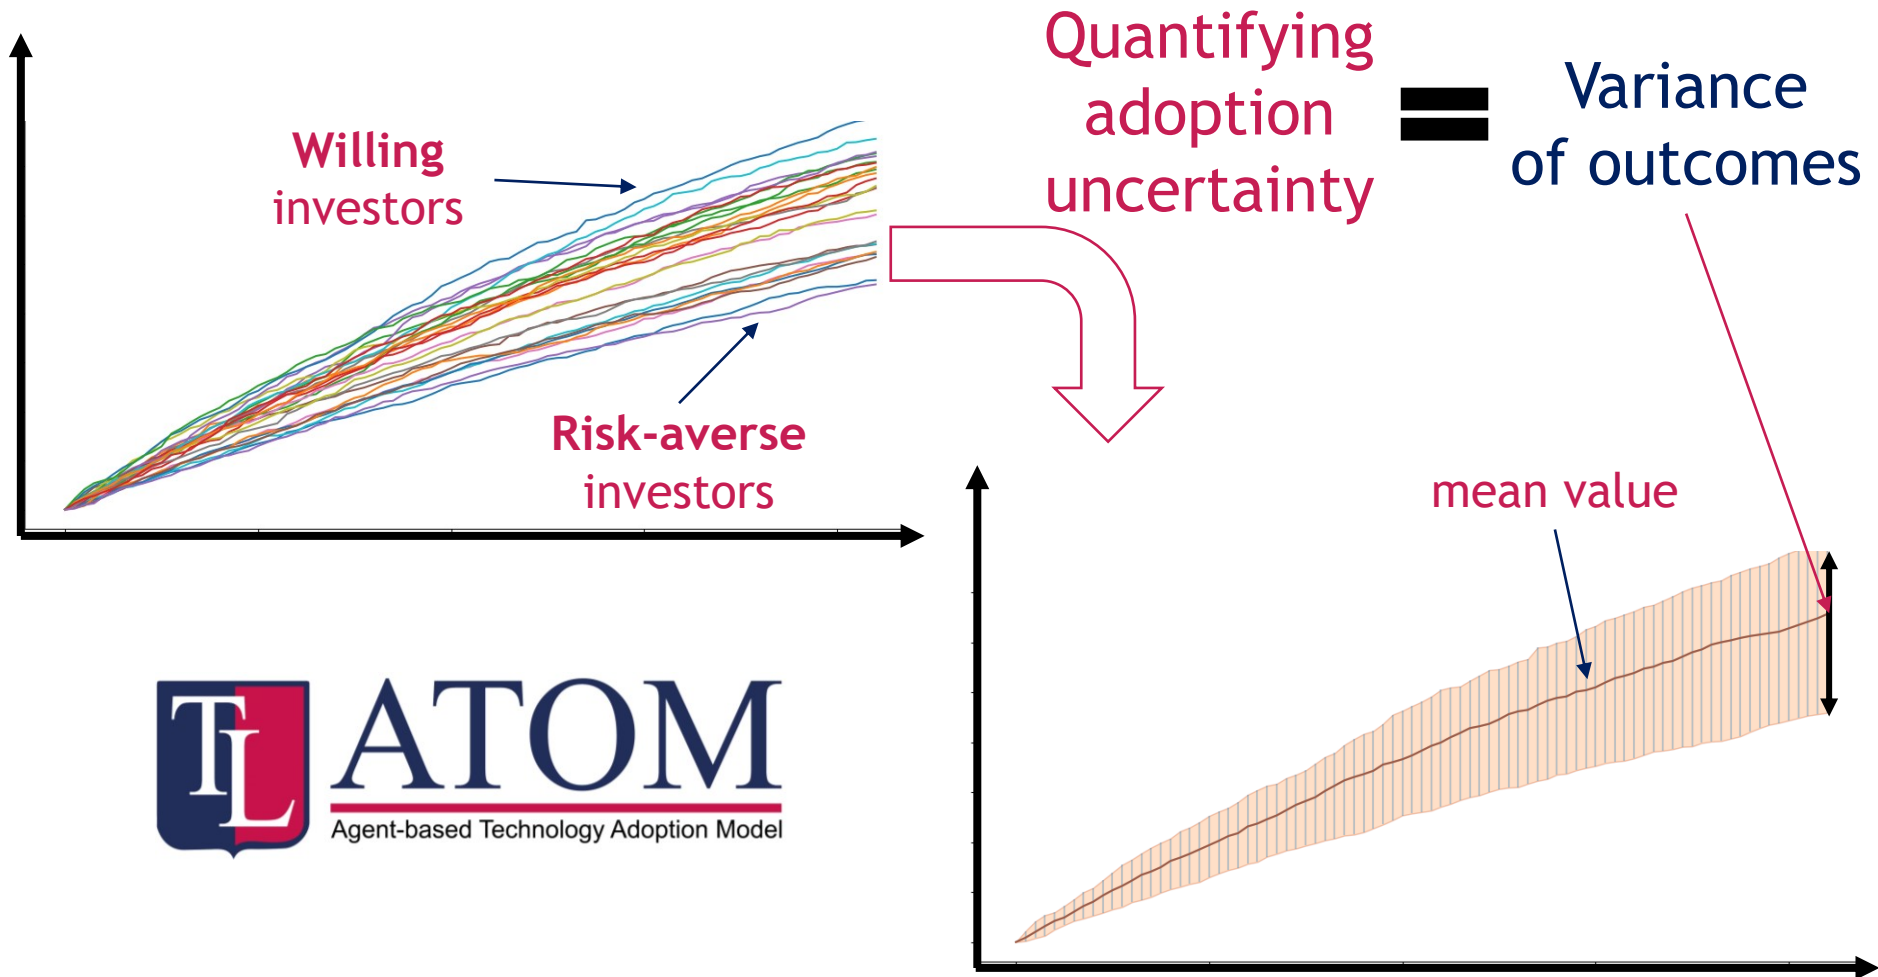 Quantifying
adoption
uncertainty
=
Variance
of outcomes
Willing
investors
Risk-averse
investors
mean value
TL
ATOM
Agent-based Technology Adoption Model